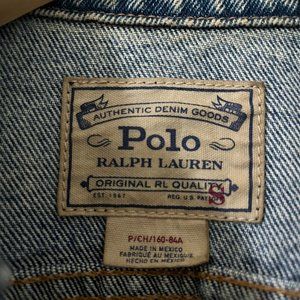 AUTHENTIC DENIM GOODS
Polo
RALPH LAUREN
ORIGINAL RL QUALITY
S
EST. 1967 REG. U.S. PAT.
P/CH/160-84A
MADE IN MEXICO
FABRIQUÉ AU MEXIQUE
HECHO EN MEXICO